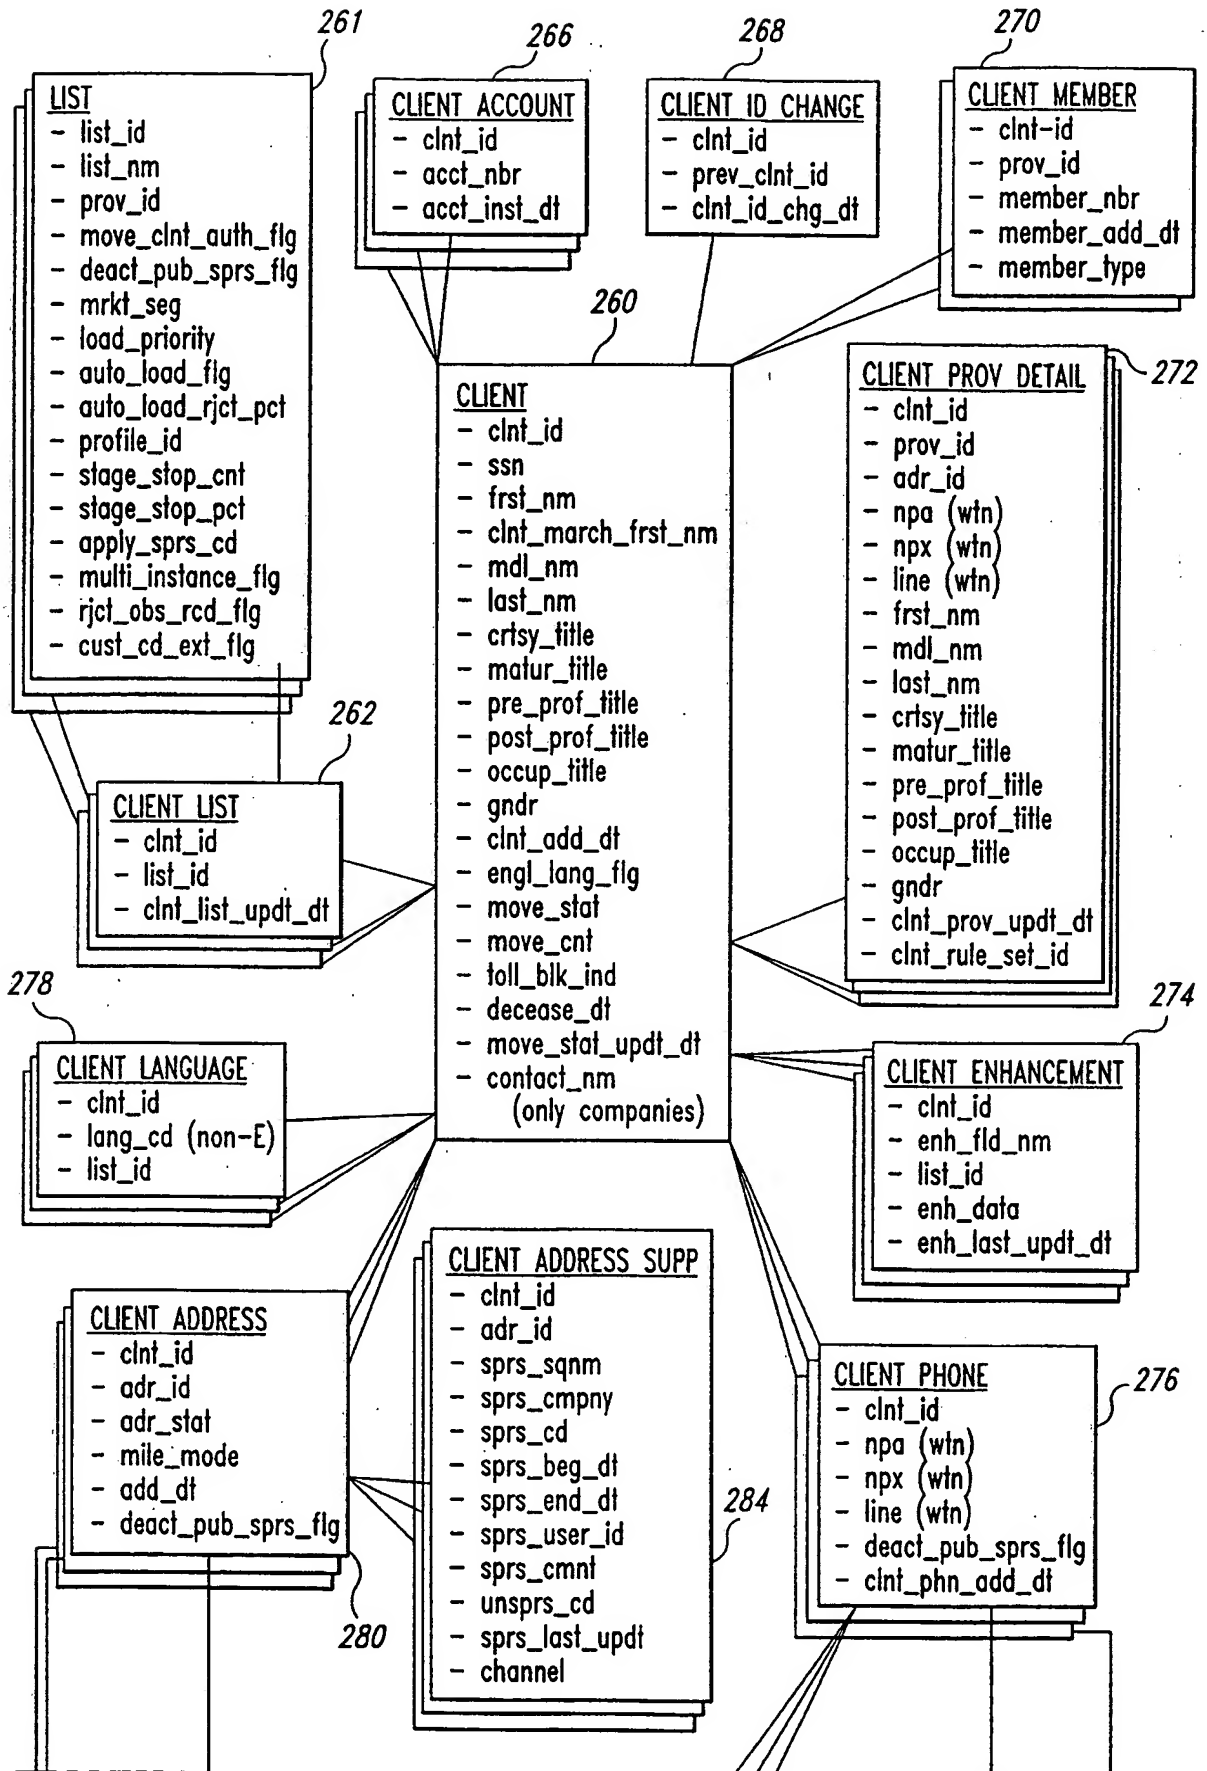 261
LIST
- list_id
- list_nm
- prov_id
- move_clnt_auth_flg
- deact_pub_sprs_flg
- mrkt_seg
- load_priority
- auto_load_flg
- auto_load_rjct_pct
- profile_id
- stage_stop_cnt
- stage_stop_pct
- apply_sprs_cd
- multi_instance_flg
- rjct_obs_rcd_flg
- cust_cd_ext_flg
266
CLIENT ACCOUNT
- clnt_id
- acct_nbr
- acct_inst_dt
268
CLIENT ID CHANGE
- clnt_id
- prev_clnt_id
- clnt_id_chg_dt
270
CLIENT MEMBER
- clnt-id
- prov_id
- member_nbr
- member_add_dt
- member_type
260
CLIENT
- clnt_id
- ssn
- frst_nm
- clnt_march_frst_nm
- mdl_nm
- last_nm
- crtsy_title
- matur_title
- pre_prof_title
- post_prof_title
- occup_title
- gndr
- clnt_add_dt
- engl_lang_flg
- move_stat
- move_cnt
- toll_blk_ind
- decease_dt
- move_stat_updt_dt
- contact_nm
(only companies)
272
CLIENT PROV DETAIL
- clnt_id
- prov_id
- adr_id
- npa (wtn)
- npx (wtn)
- line (wtn)
- frst_nm
- mdl_nm
- last_nm
- crtsy_title
- matur_title
- pre_prof_title
- post_prof_title
- occup_title
- gndr
- clnt_prov_updt_dt
- clnt_rule_set_id
262
CLIENT LIST
- clnt_id
- list_id
- clnt_list_updt_dt
278
CLIENT LANGUAGE
- clnt_id
- lang_cd (non-E)
- list_id
274
CLIENT ENHANCEMENT
- clnt_id
- enh_fld_nm
- list_id
- enh_data
- enh_last_updt_dt
CLIENT ADDRESS
- clnt_id
- adr_id
- adr_stat
- mile_mode
- add_dt
- deact_pub_sprs_flg
280
CLIENT ADDRESS SUPP
- clnt_id
- adr_id
- sprs_sqnm
- sprs_cmpny
- sprs_cd
- sprs_beg_dt
- sprs_end_dt
- sprs_user_id
- sprs_cmnt
- unsprs_cd
- sprs_last_updt
- channel
284
CLIENT PHONE
- clnt_id
- npa (wtn)
- npx (wtn)
- line (wtn)
- deact_pub_sprs_flg
- clnt_phn_add_dt
276